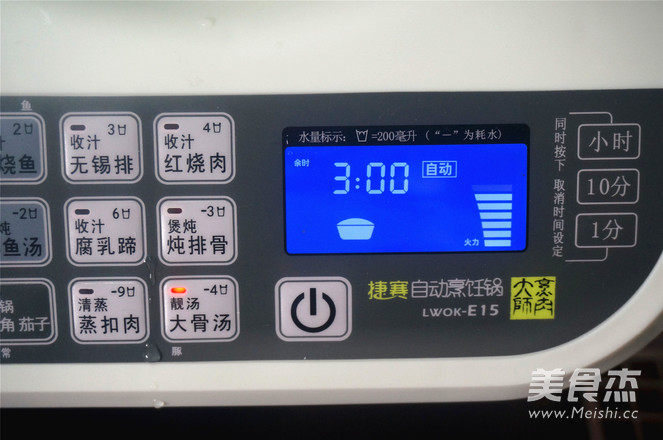 鱼
2
烧鱼
收汁 3
无锡排
收汁 4
红烧肉
-2
鱼汤
收汁 6
腐乳蹄
煲炖 -3
炖排骨
锅
角 茄子
清蒸 -9
蒸扣肉
靓汤 -4
大骨汤
常
豚
水量标示: =200毫升 (“—”为耗水)
余时
3:00 自动
火力
同时按下 取消时间设定
小时
10分
1分
捷赛 自动烹饪锅
LWOK-E15
大师烹肉
美食杰
www.Meishi.cc